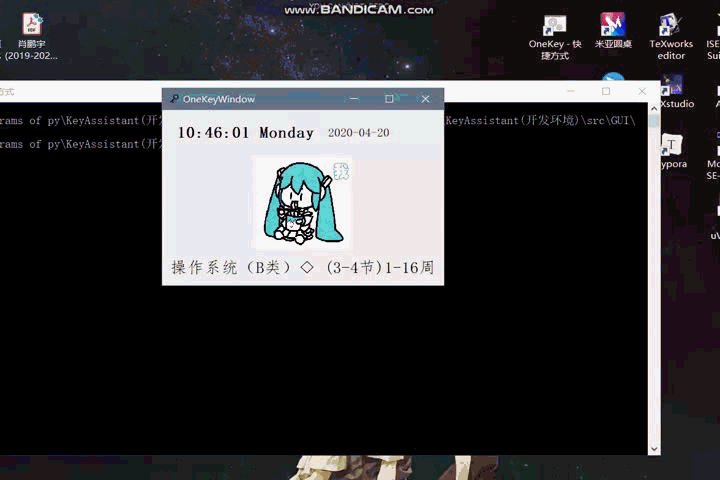 WWW.BANDICAM.COM
肖鹏宇
(2019-202...
OneKey - 快
捷方式
米亚圆桌
TeXworks
editor
ISE
Sui
方式
Xstudio
OneKeyWindow
rams of py\KeyAssistant(开发
KeyAssistant(开发环境)\src\GUI\
10:46:01 Monday 2020-04-20
rams of py\KeyAssistant(开发
ypora
Mo
SE-
操作系统（B类）◇ (3-4节)1-16周